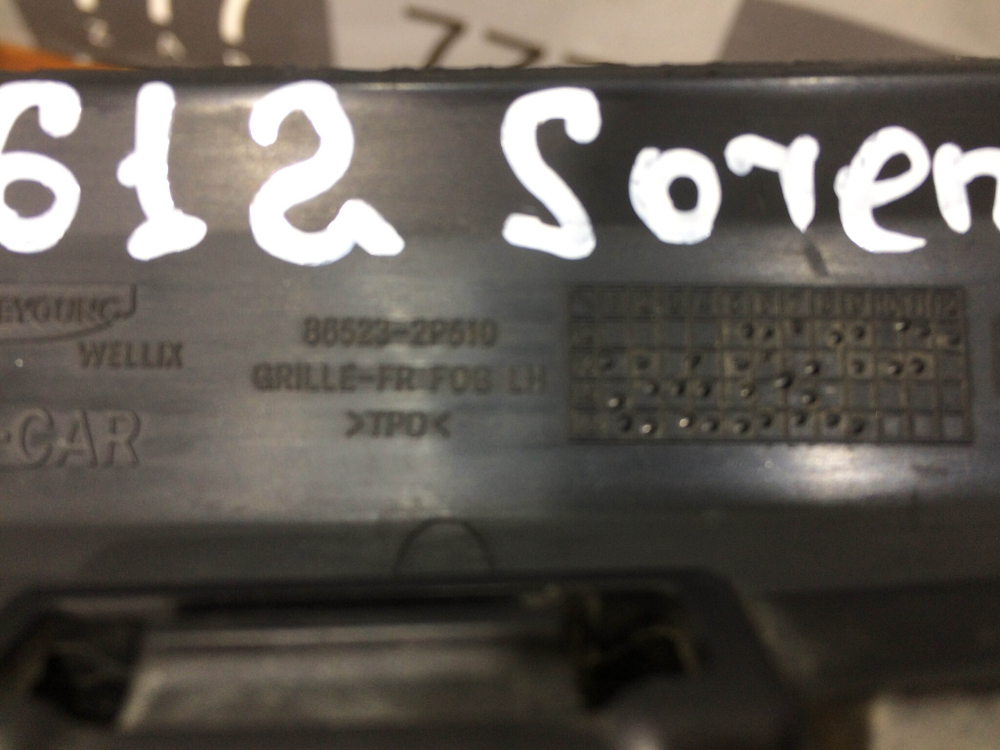 612 Soren
WELLIX
86523-2P510
GRILLE-FR FOG LH
>TPO<
-CAR